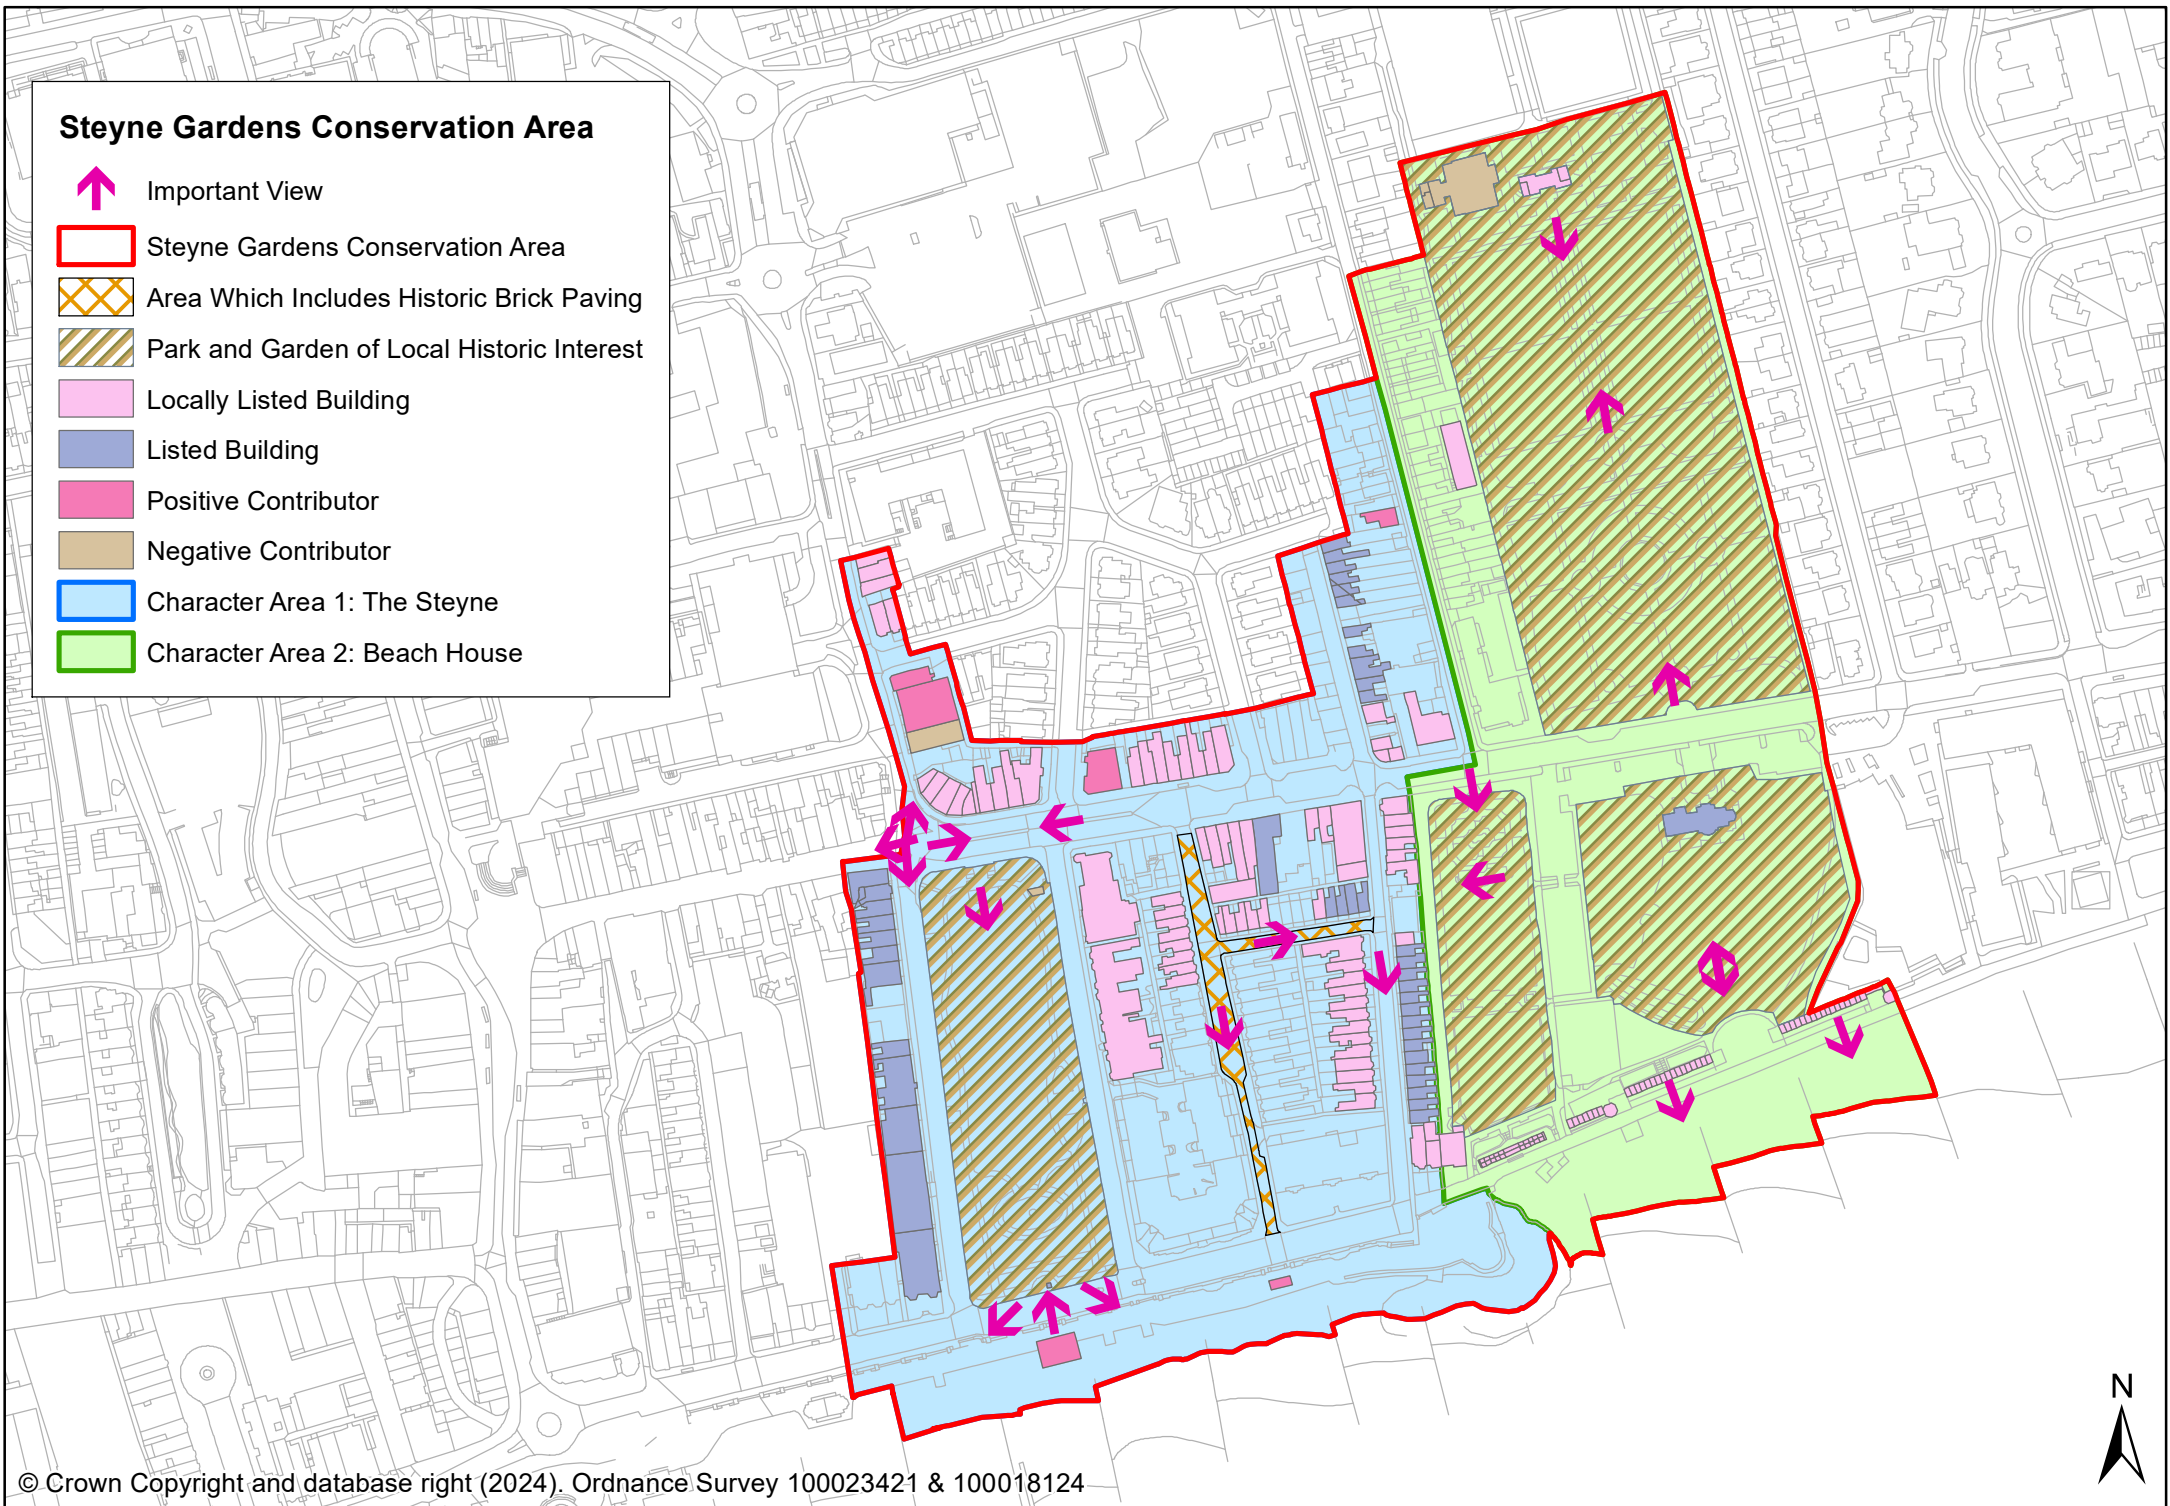 Steyne Gardens Conservation Area
Important View
Steyne Gardens Conservation Area
Area Which Includes Historic Brick Paving
Park and Garden of Local Historic Interest
Locally Listed Building
Listed Building
Positive Contributor
Negative Contributor
Character Area 1: The Steyne
Character Area 2: Beach House
N
© Crown Copyright and database right (2024). Ordnance Survey 100023421 & 100018124